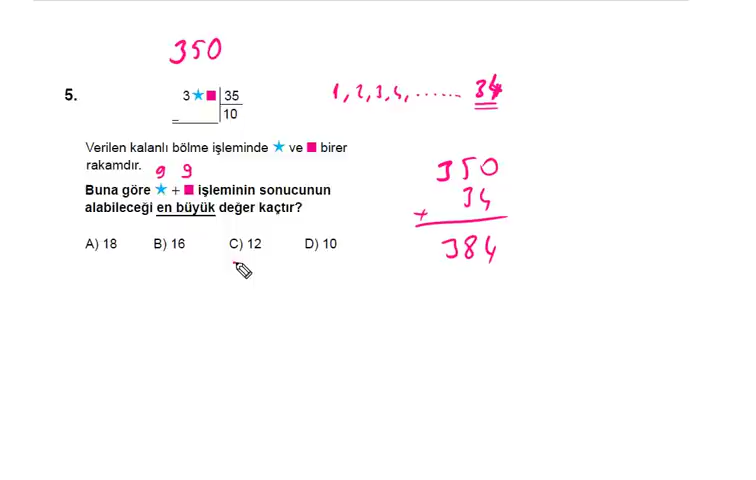 350
5.
3★■ 35
10
1, 2, 3, 4, ...... 34
Verilen kalanlı bölme işleminde ★ ve ■ birer
rakamdır.
9 9
Buna göre ★ + ■ işleminin sonucunun
alabileceği en büyük değer kaçtır?
A) 18 B) 16 C) 12 D) 10
350
34
+
384